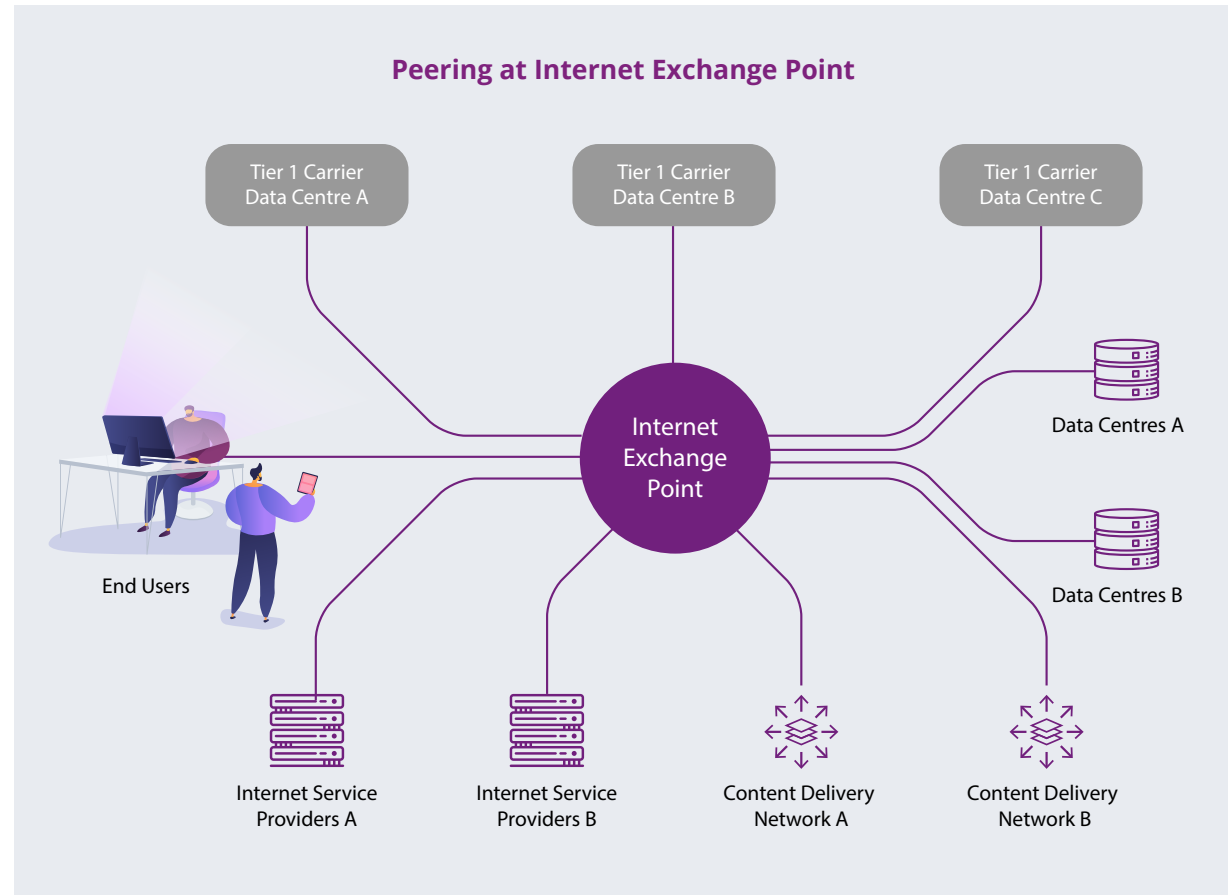 Peering at Internet Exchange Point
Tier 1 Carrier
Data Centre A
Tier 1 Carrier
Data Centre B
Tier 1 Carrier
Data Centre C
Internet
Exchange
Point
Data Centres A
Data Centres B
End Users
Internet Service
Providers A
Internet Service
Providers B
Content Delivery
Network A
Content Delivery
Network B